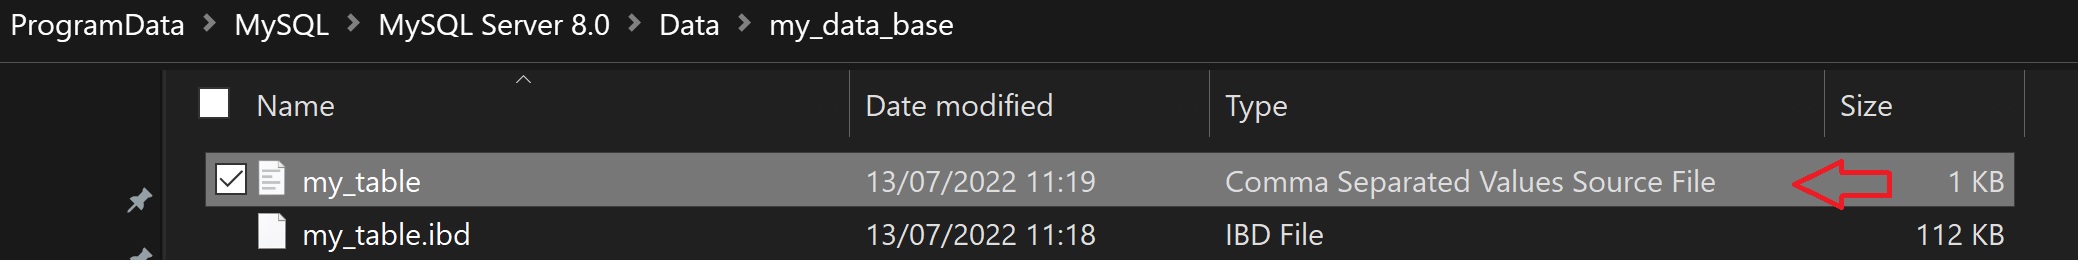 ProgramData > MySQL > MySQL Server 8.0 > Data > my_data_base
Name Date modified Type Size
my_table 13/07/2022 11:19 Comma Separated Values Source File 1 KB
my_table.ibd 13/07/2022 11:18 IBD File 112 KB